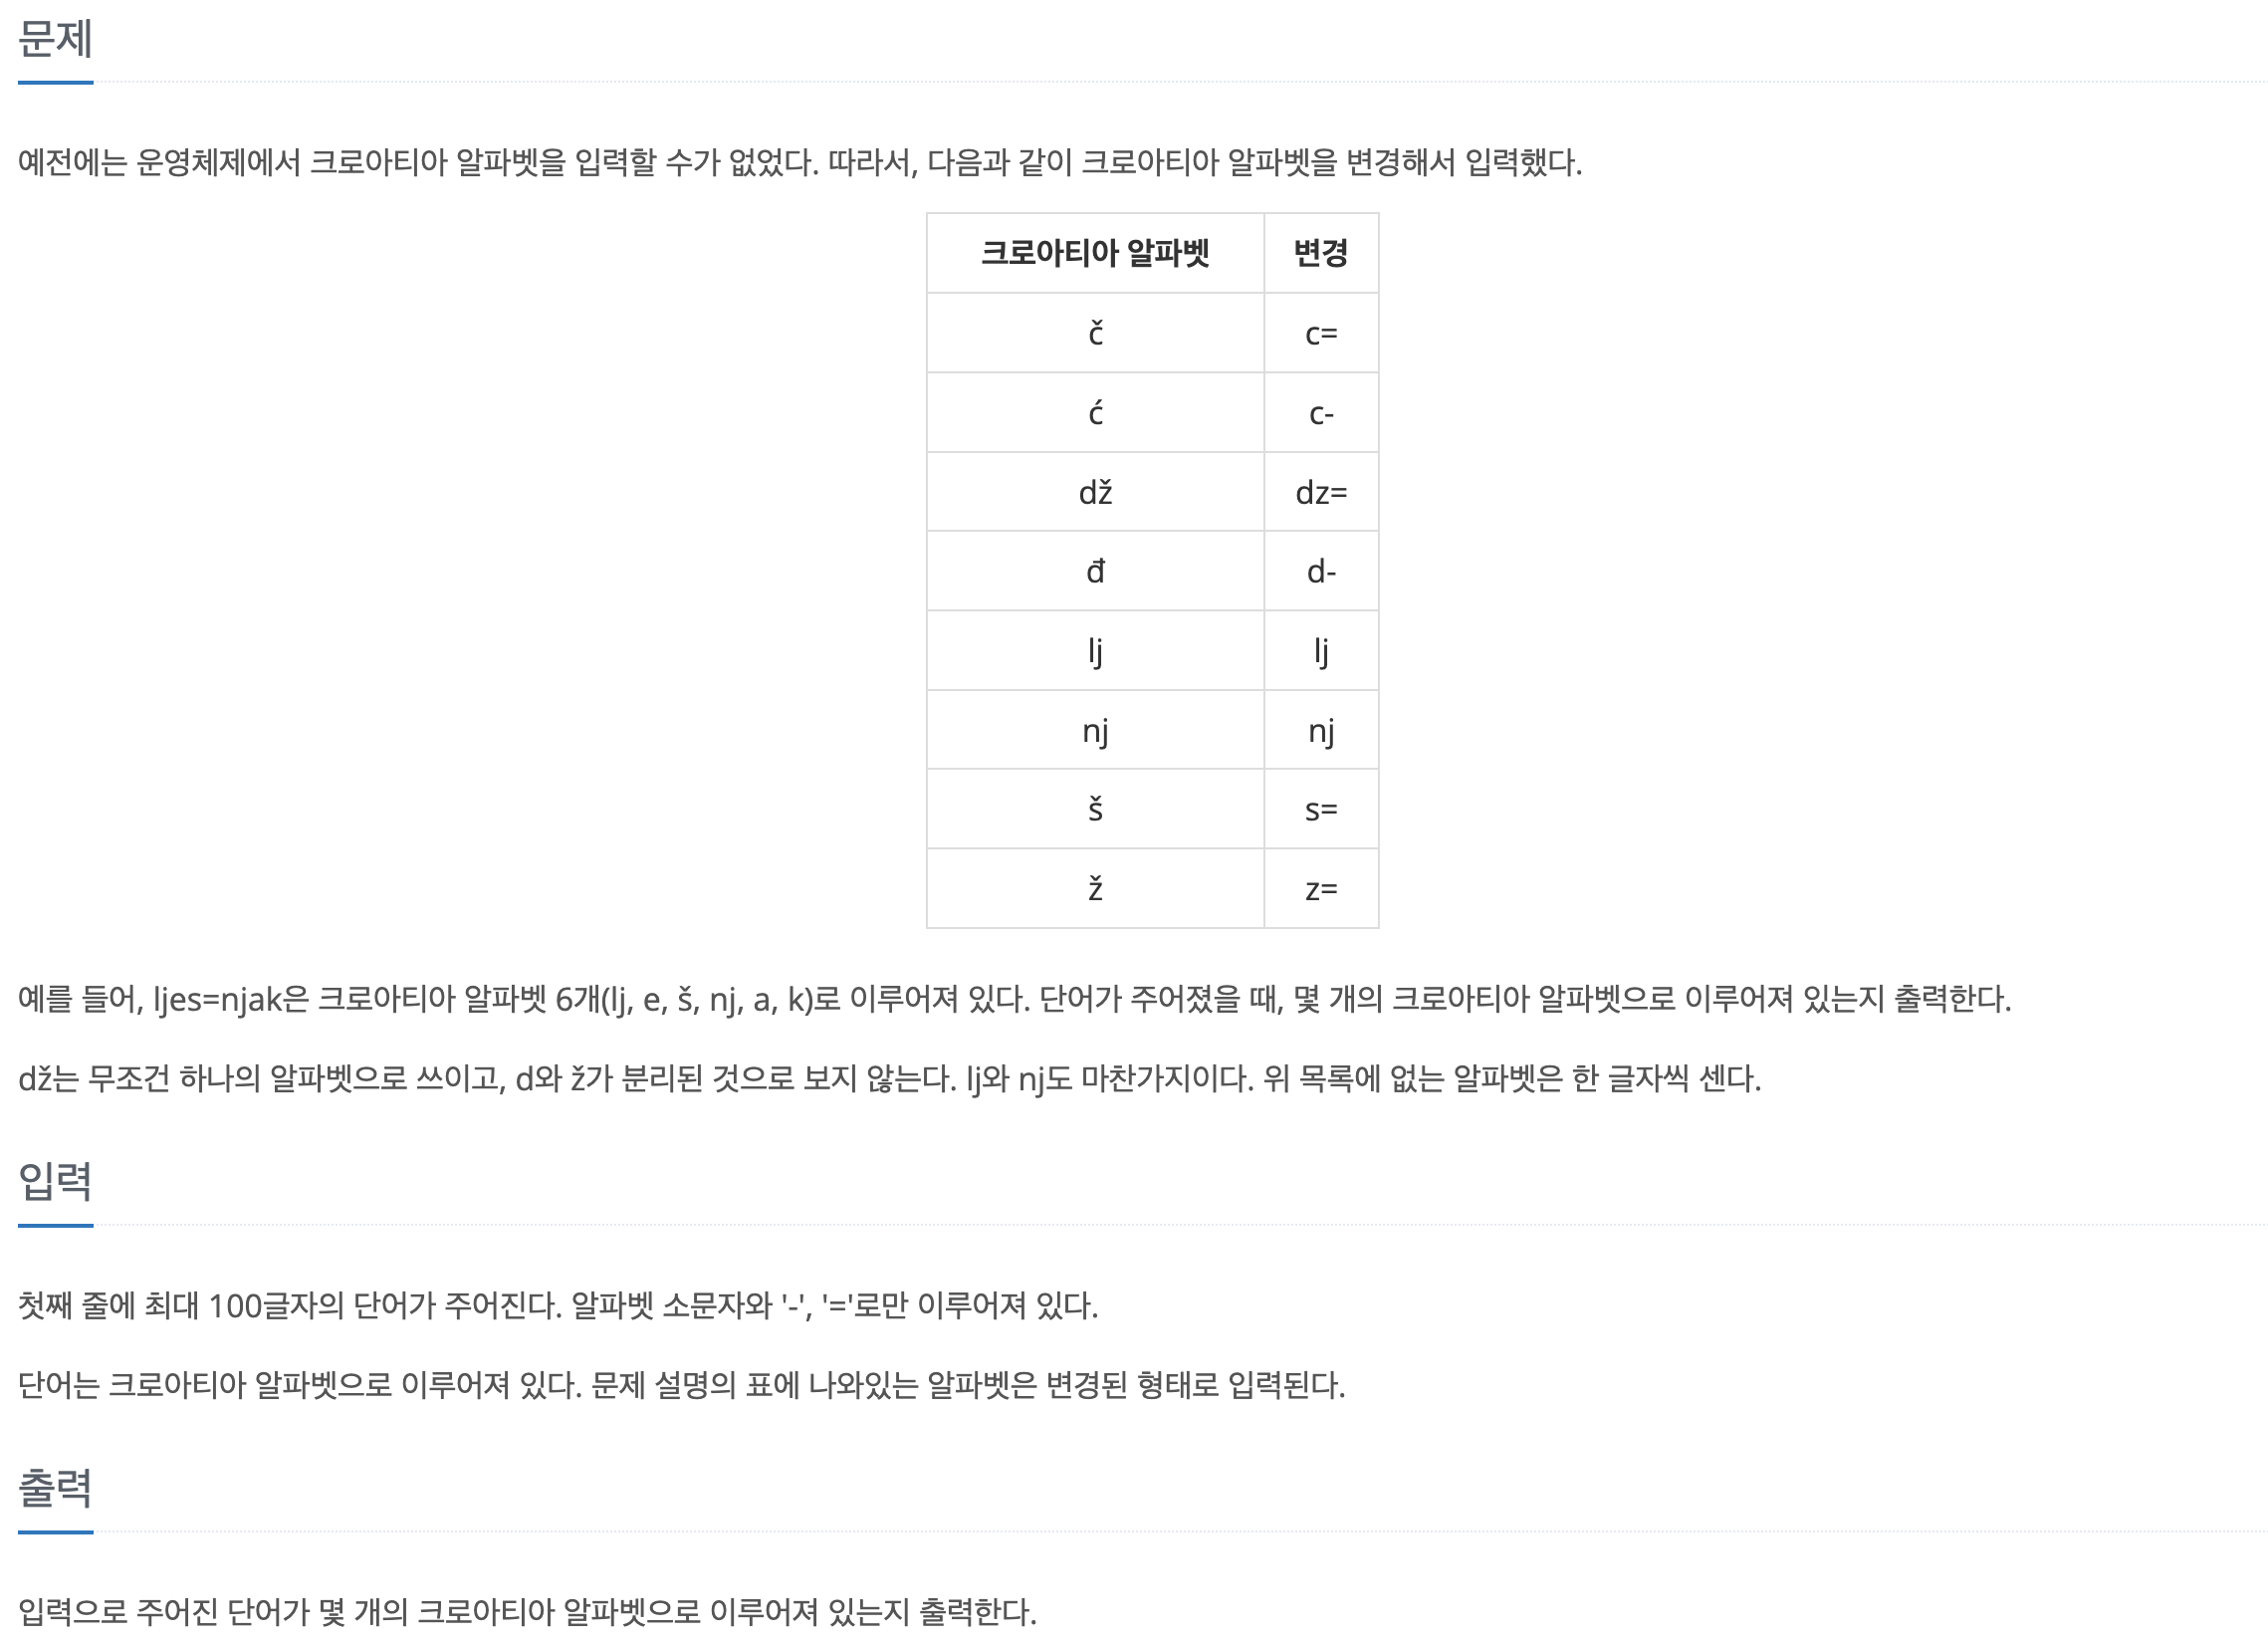 문제
예전에는 운영체제에서 크로아티아 알파벳을 입력할 수가 없었다. 따라서, 다음과 같이 크로아티아 알파벳을 변경해서 입력했다.
크로아티아 알파벳 변경
č c=
ć c-
dž dz=
đ d-
lj lj
nj nj
š s=
ž z=
예를 들어, ljes=njak은 크로아티아 알파벳 6개(lj, e, š, nj, a, k)로 이루어져 있다. 단어가 주어졌을 때, 몇 개의 크로아티아 알파벳으로 이루어져 있는지 출력한다.
dž는 무조건 하나의 알파벳으로 쓰이고, d와 ž가 분리된 것으로 보지 않는다. lj와 nj도 마찬가지이다. 위 목록에 없는 알파벳은 한 글자씩 센다.
입력
첫째 줄에 최대 100글자의 단어가 주어진다. 알파벳 소문자와 '-', '='로만 이루어져 있다.
단어는 크로아티아 알파벳으로 이루어져 있다. 문제 설명의 표에 나와있는 알파벳은 변경된 형태로 입력된다.
출력
입력으로 주어진 단어가 몇 개의 크로아티아 알파벳으로 이루어져 있는지 출력한다.